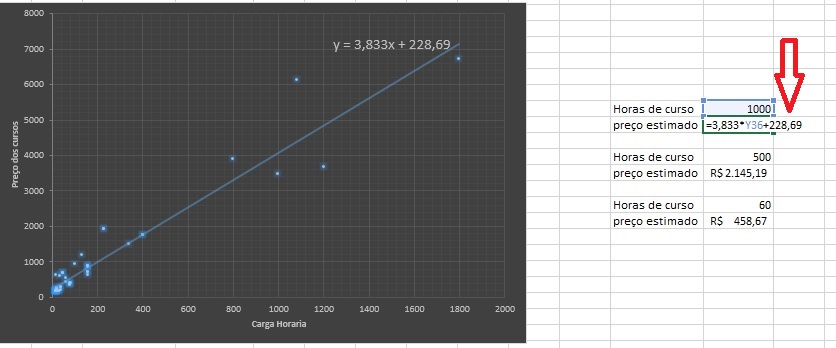 8000
7000
6000
5000
4000
3000
2000
1000
0
Preço dos cursos
y = 3,833x + 228,69
0 200 400 600 800 1000 1200 1400 1600 1800 2000
Carga Horaria
Horas de curso 1000
preço estimado =3,833*Y36+228,69
Horas de curso 500
preço estimado R$ 2.145,19
Horas de curso 60
preço estimado R$ 458,67